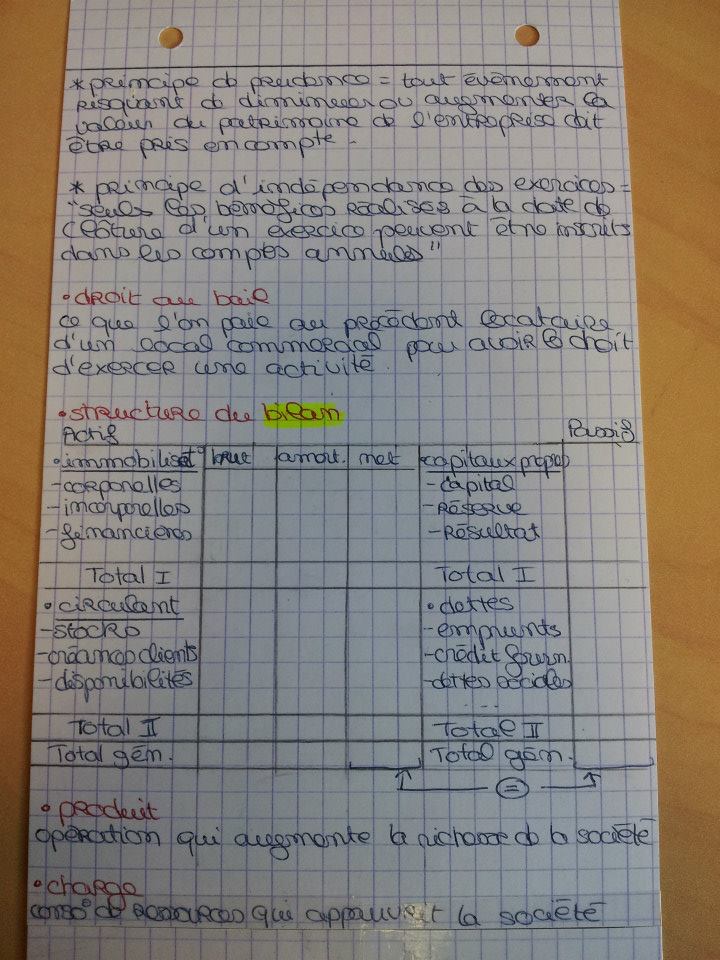 * principe de prudence = tout évènement
risquant de diminuer ou augmenter la
valeur du patrimoine de l'entreprise doit
être pris en compte.
* principe d'indépendance des exercices =
"seuls les bénéfices réalisés à la date de
clôture d'un exercice peuvent être inscrits
dans les comptes annuels"
• droit au bail
ce que l'on paie au précédent locataire
d'un local commercial pour avoir le droit
d'exercer une activité.
• structure du bilan
Actif Passif
• immobilisat° brut amort. net capitaux propres
- corporelles - capital
- incorporelles - Réserve
- financières - Résultat
Total I Total I
• circulant • dettes
- stocks - emprunts
- créances clients - crédit fourn.
- disponibilités - dettes sociales
....
Total II Total II
Total gén. Total gén.
=
• produit
opération qui augmente la richesse de la société
• charge
conso° de ressources qui appauvrit la société